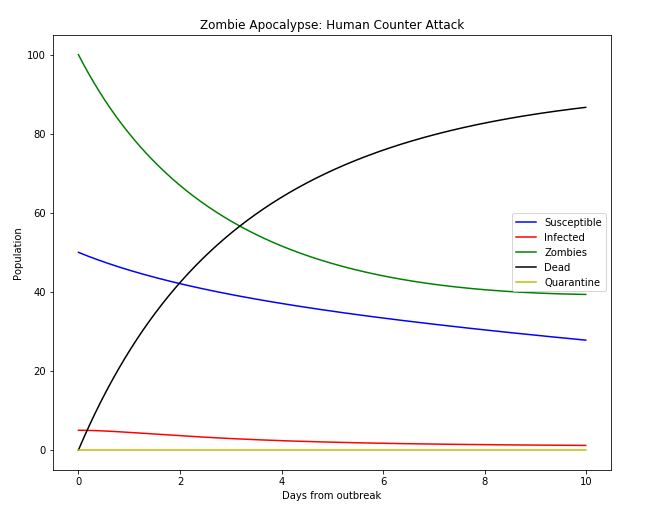 Zombie Apocalypse: Human Counter Attack
100
80
60
40
20
0
Population
Susceptible
Infected
Zombies
Dead
Quarantine
0 2 4 6 8 10
Days from outbreak